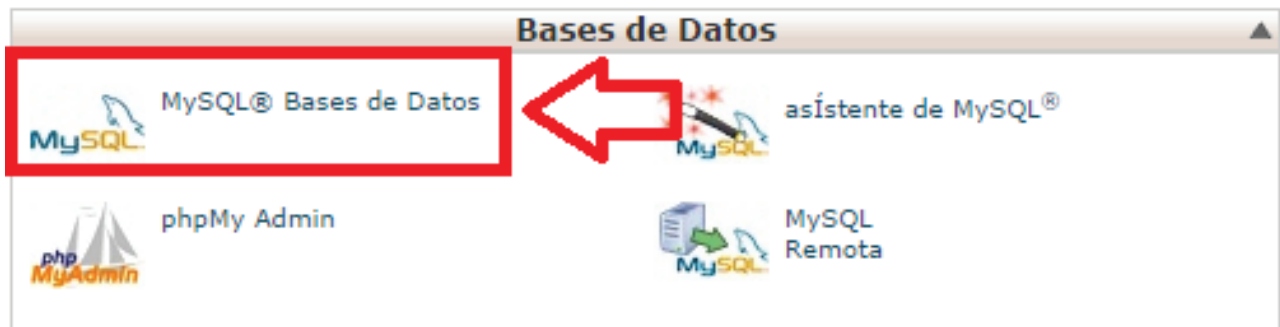 Bases de Datos
MySQL® Bases de Datos
MySQL
asÍstente de MySQL®
MySQL
phpMy Admin
php
MyAdmin
MySQL
Remota
MySQL